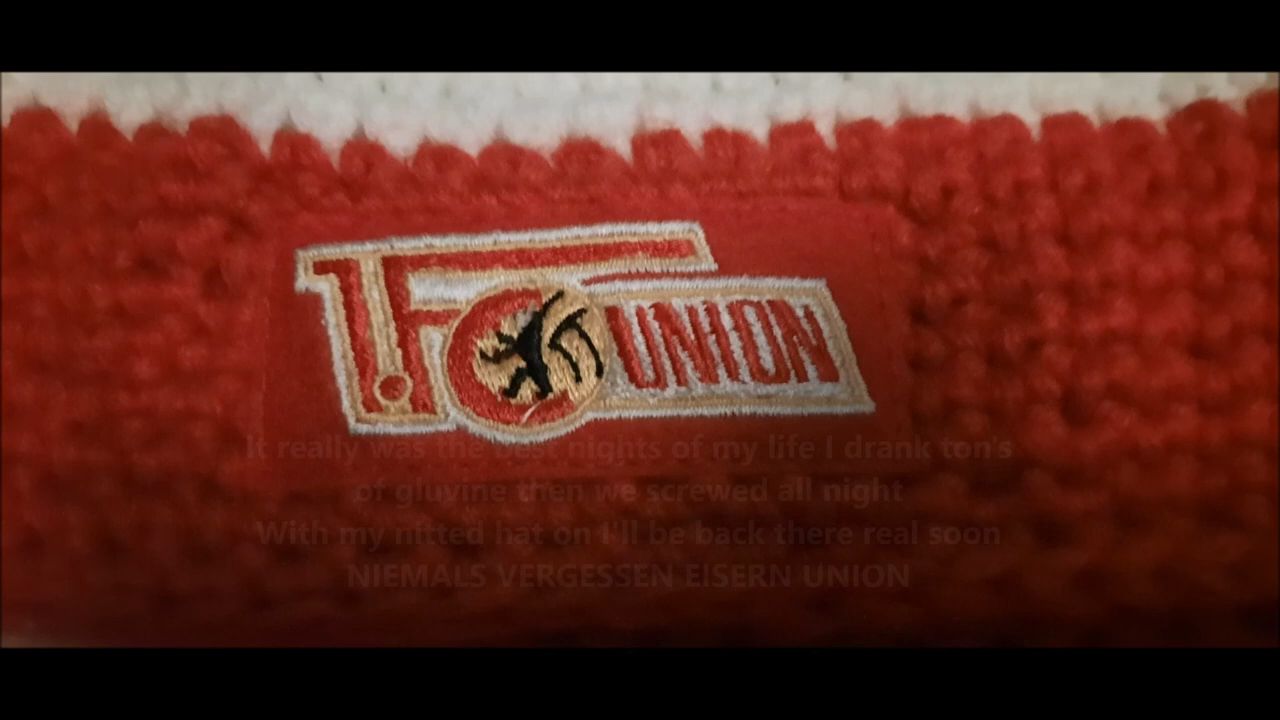 1.FC UNION
It really was the best nights of my life I drank ton's
of gluvine then we screwed all night
With my nitted hat on I'll be back there real soon
NIEMALS VERGESSEN EISERN UNION